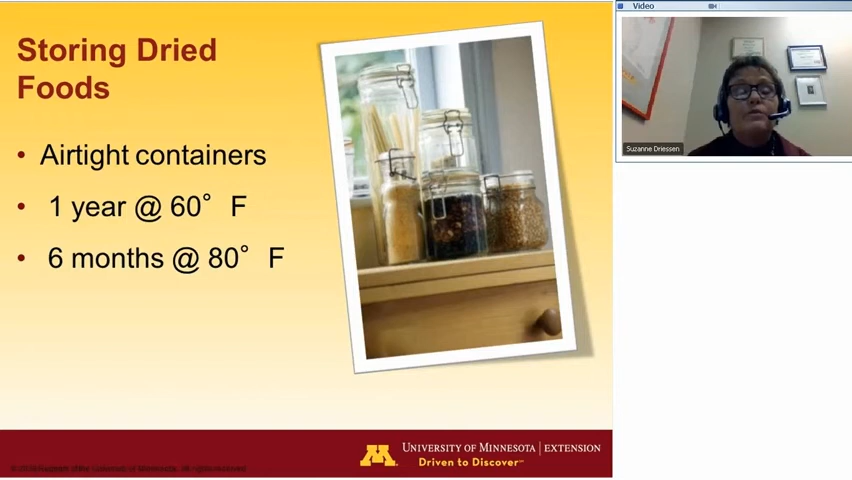 Storing Dried
Foods
• Airtight containers
• 1 year @ 60° F
• 6 months @ 80° F
M
UNIVERSITY OF MINNESOTA | EXTENSION
Driven to Discover℠
Video
Suzanne Driessen